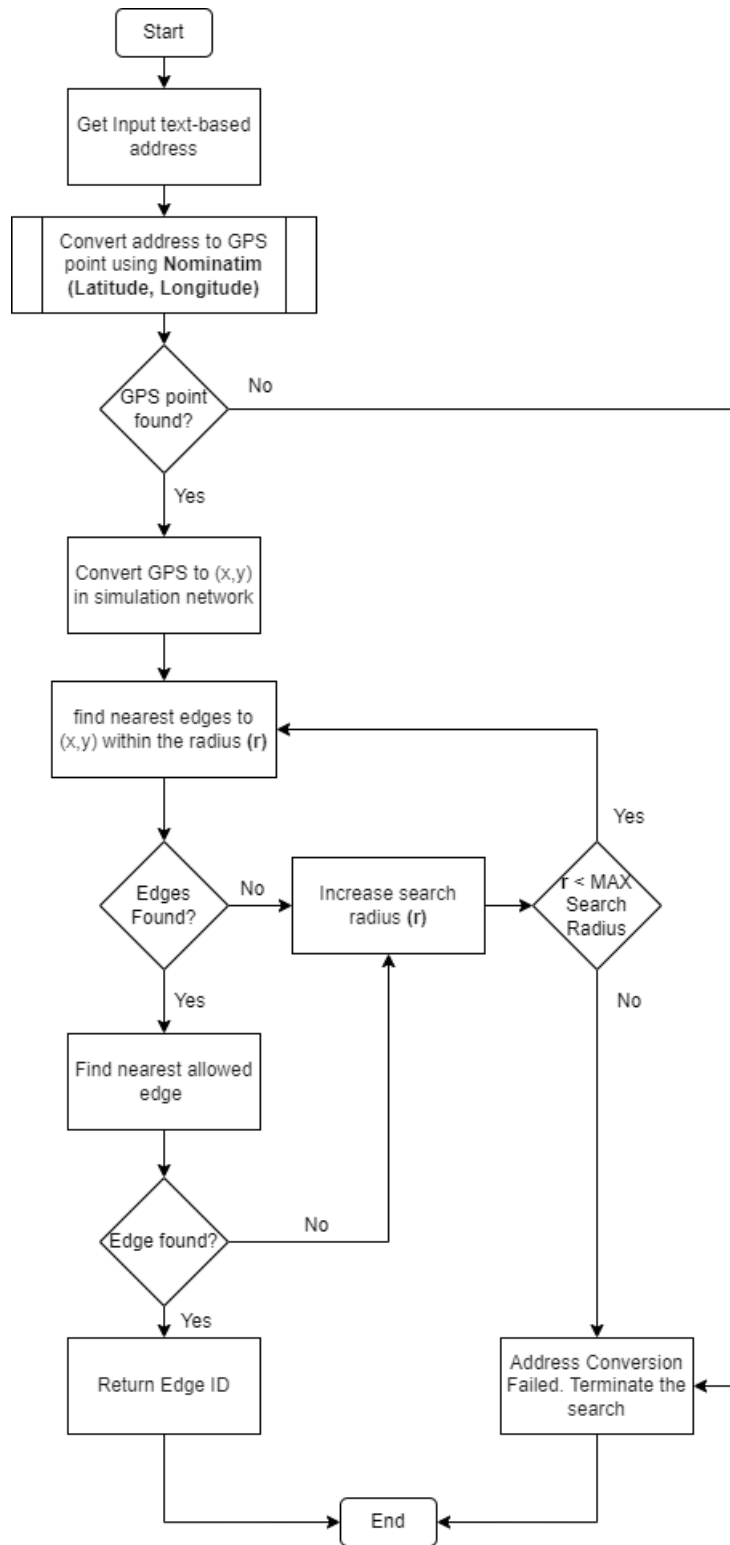 Start
Get Input text-based
address
Convert address to GPS
point using Nominatim
(Latitude, Longitude)
GPS point
found?
No
Yes
Convert GPS to (x,y)
in simulation network
find nearest edges to
(x,y) within the radius (r)
Yes
Edges
Found?
No
Increase search
radius (r)
r < MAX
Search
Radius
Yes
No
Find nearest allowed
edge
Edge found?
No
Yes
Return Edge ID
Address Conversion
Failed. Terminate the
search
End